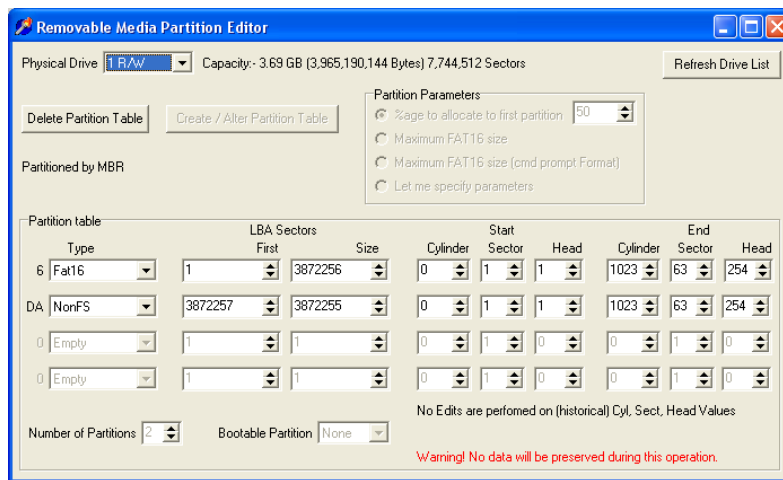 Removable Media Partition Editor
Physical Drive 1 R/W Capacity:- 3.69 GB (3,965,190,144 Bytes) 7,744,512 Sectors Refresh Drive List
Partition Parameters
Delete Partition Table Create / Alter Partition Table %age to allocate to first partition 50
Maximum FAT16 size
Partitioned by MBR Maximum FAT16 size (cmd prompt Format)
Let me specify parameters
Partition table LBA Sectors Start End
Type First Size Cylinder Sector Head Cylinder Sector Head
6 Fat16 1 3872256 0 1 1 1023 63 254
DA NonFS 3872257 3872255 0 1 1 1023 63 254
0 Empty 1 1 0 1 0 0 1 0
0 Empty 1 1 0 1 0 0 1 0
No Edits are perfomed on (historical) Cyl, Sect, Head Values
Number of Partitions 2 Bootable Partition None
Warning! No data will be preserved during this operation.